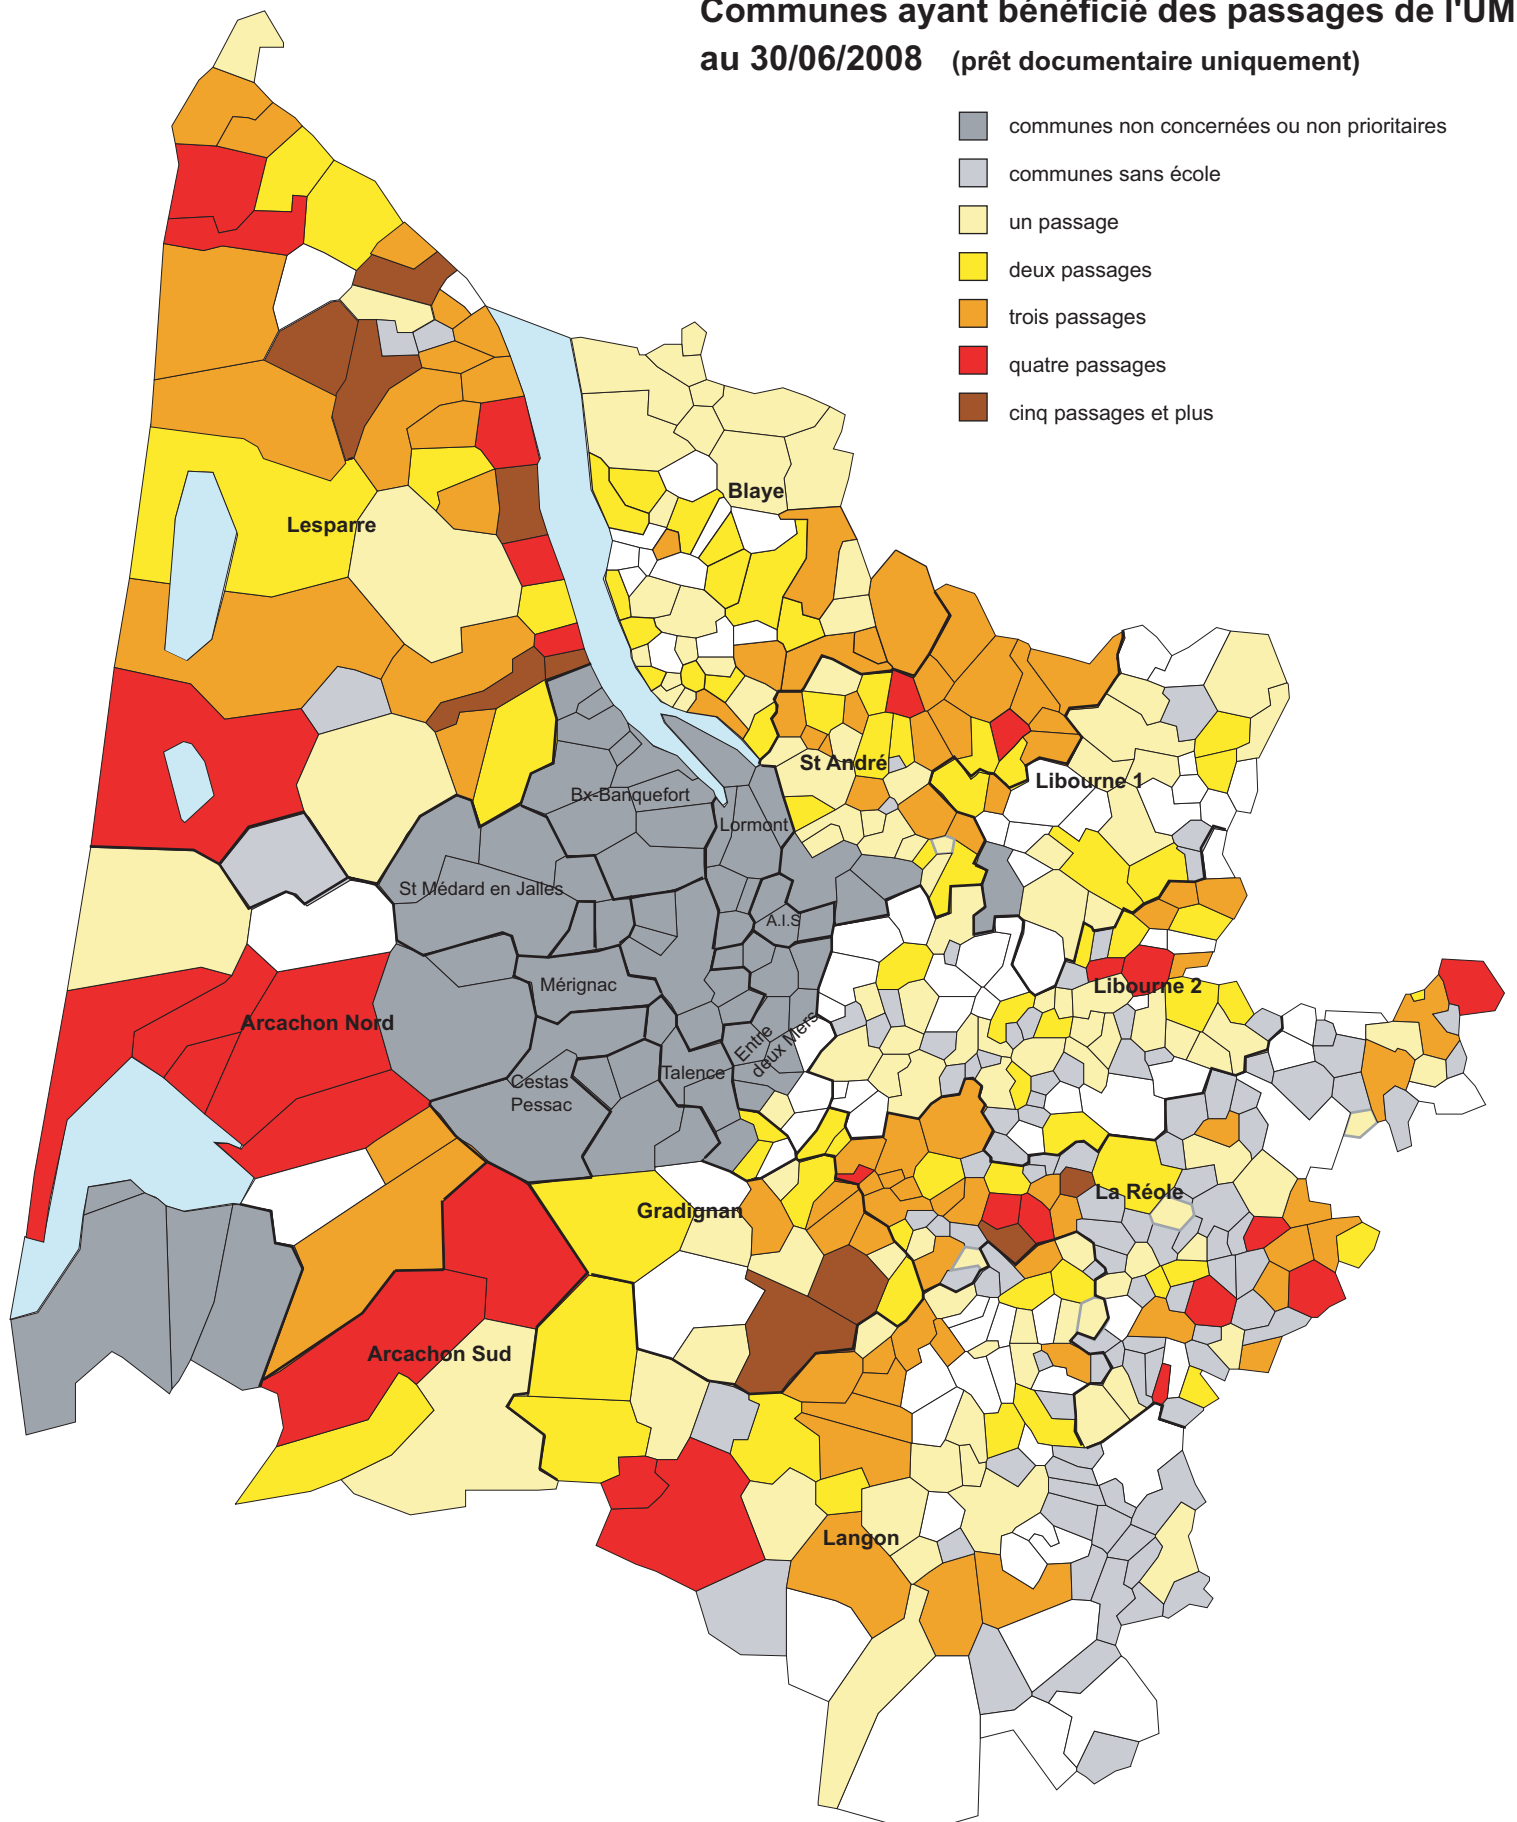 Communes ayant bénéficié des passages de l'UM
au 30/06/2008 (prêt documentaire uniquement)
communes non concernées ou non prioritaires
communes sans école
un passage
deux passages
trois passages
quatre passages
cinq passages et plus
Blaye
Lesparre
St André
Libourne 1
Bx-Banquefort
Lormont
St Médard en Jalles
A.I.S
Mérignac
Libourne 2
Arcachon Nord
Entre
deux Mers
Talence
Cestas
Pessac
La Réole
Gradignan
Arcachon Sud
Langon